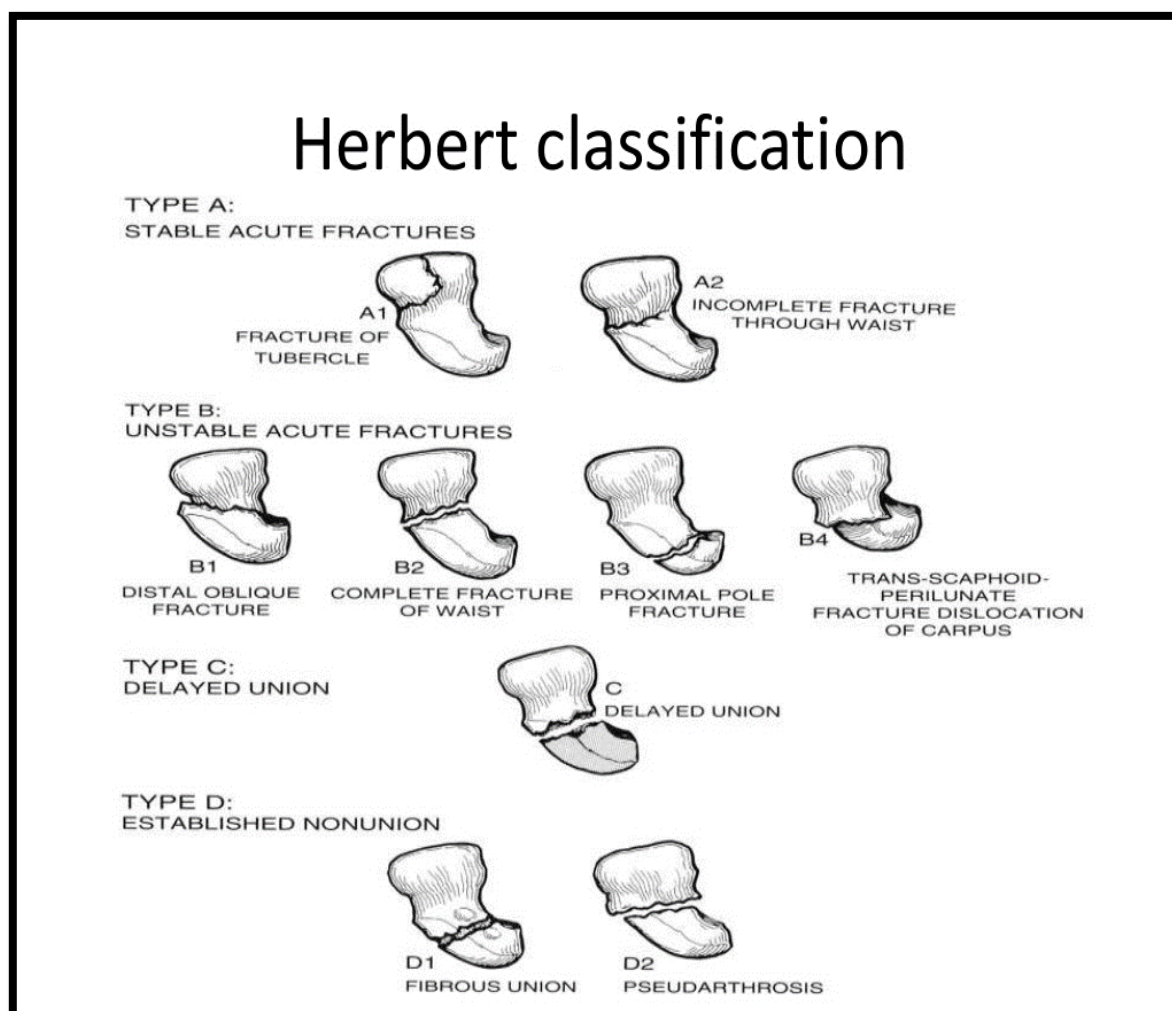 Herbert classification
TYPE A:
STABLE ACUTE FRACTURES
A1
FRACTURE OF
TUBERCLE
A2
INCOMPLETE FRACTURE
THROUGH WAIST
TYPE B:
UNSTABLE ACUTE FRACTURES
B1
DISTAL OBLIQUE
FRACTURE
B2
COMPLETE FRACTURE
OF WAIST
B3
PROXIMAL POLE
FRACTURE
B4
TRANS-SCAPHOID-
PERILUNATE
FRACTURE DISLOCATION
OF CARPUS
TYPE C:
DELAYED UNION
C
DELAYED UNION
TYPE D:
ESTABLISHED NONUNION
D1
FIBROUS UNION
D2
PSEUDARTHROSIS